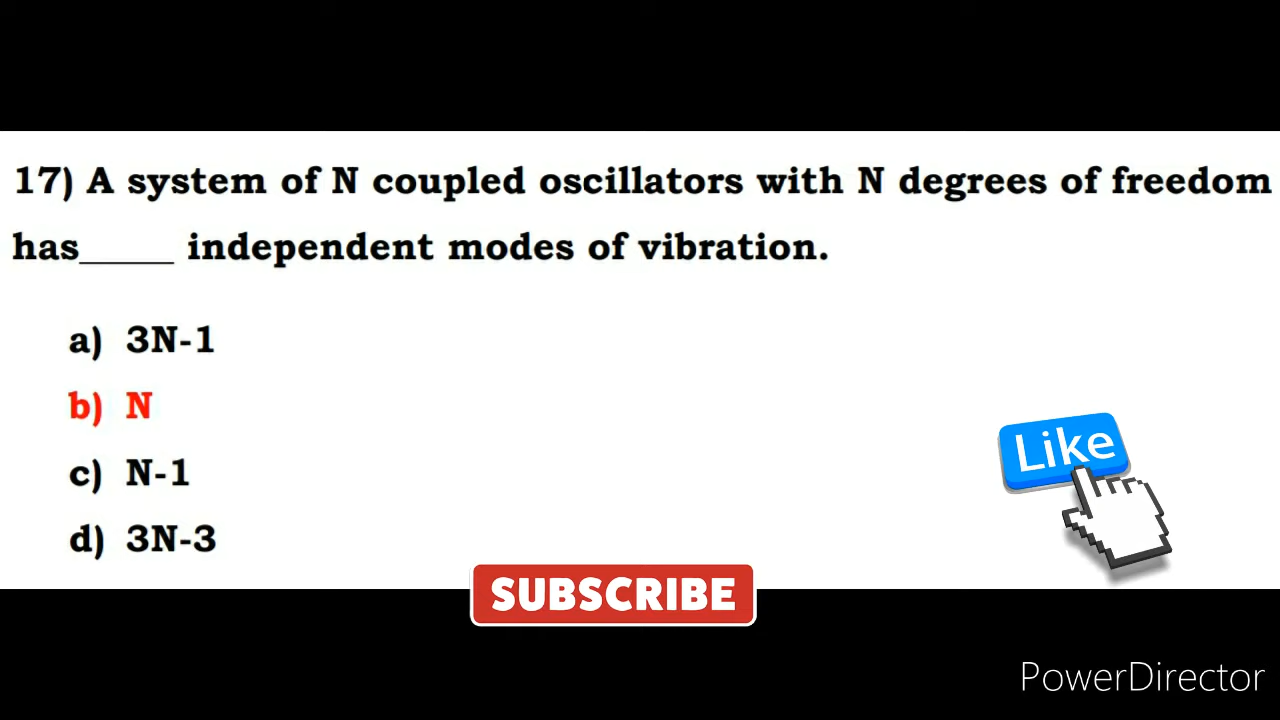 17) A system of N coupled oscillators with N degrees of freedom
has_____ independent modes of vibration.
a) 3N-1
b) N
c) N-1
d) 3N-3
Like
SUBSCRIBE
PowerDirector